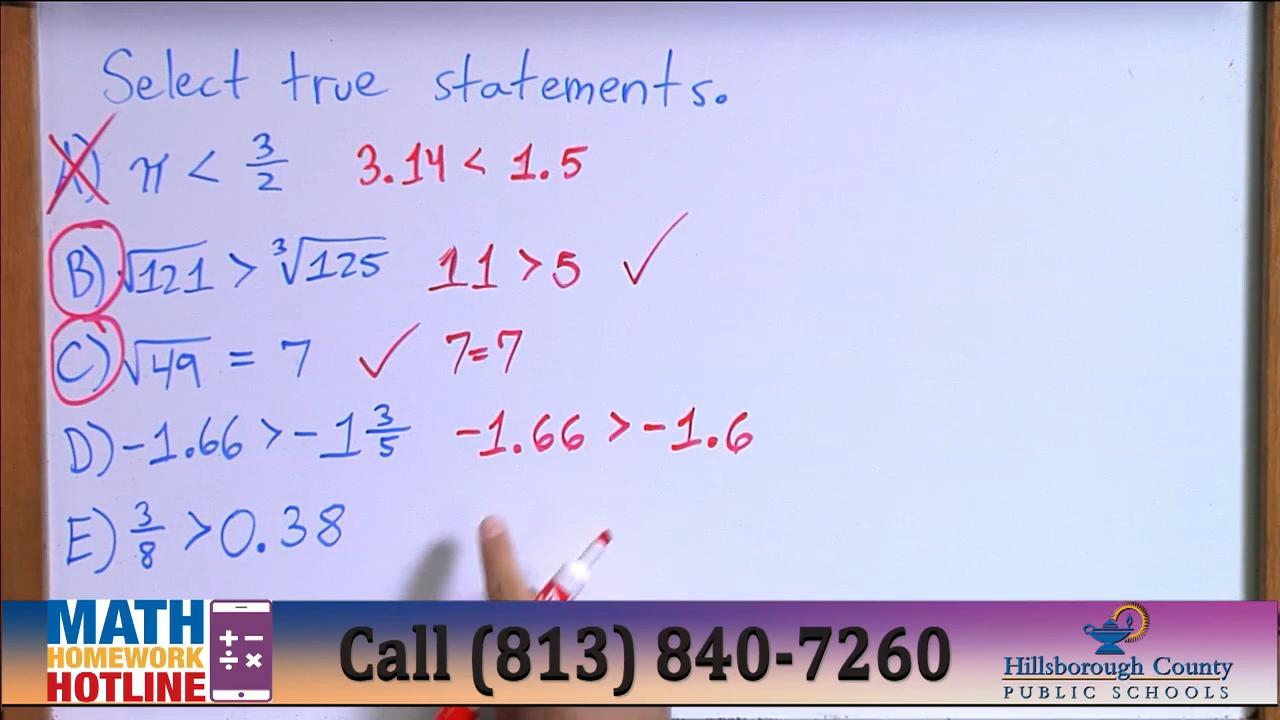 Select true statements.
A) π < 3/2 3.14 < 1.5
B) √121 > ∛125 11 > 5 ✓
C) √49 = 7 ✓ 7=7
D) -1.66 > -1 3/5 -1.66 > -1.6
E) 3/8 > 0.38
MATH
HOMEWORK
HOTLINE
+ −
÷ ×
Call (813) 840-7260
Hillsborough County
PUBLIC SCHOOLS